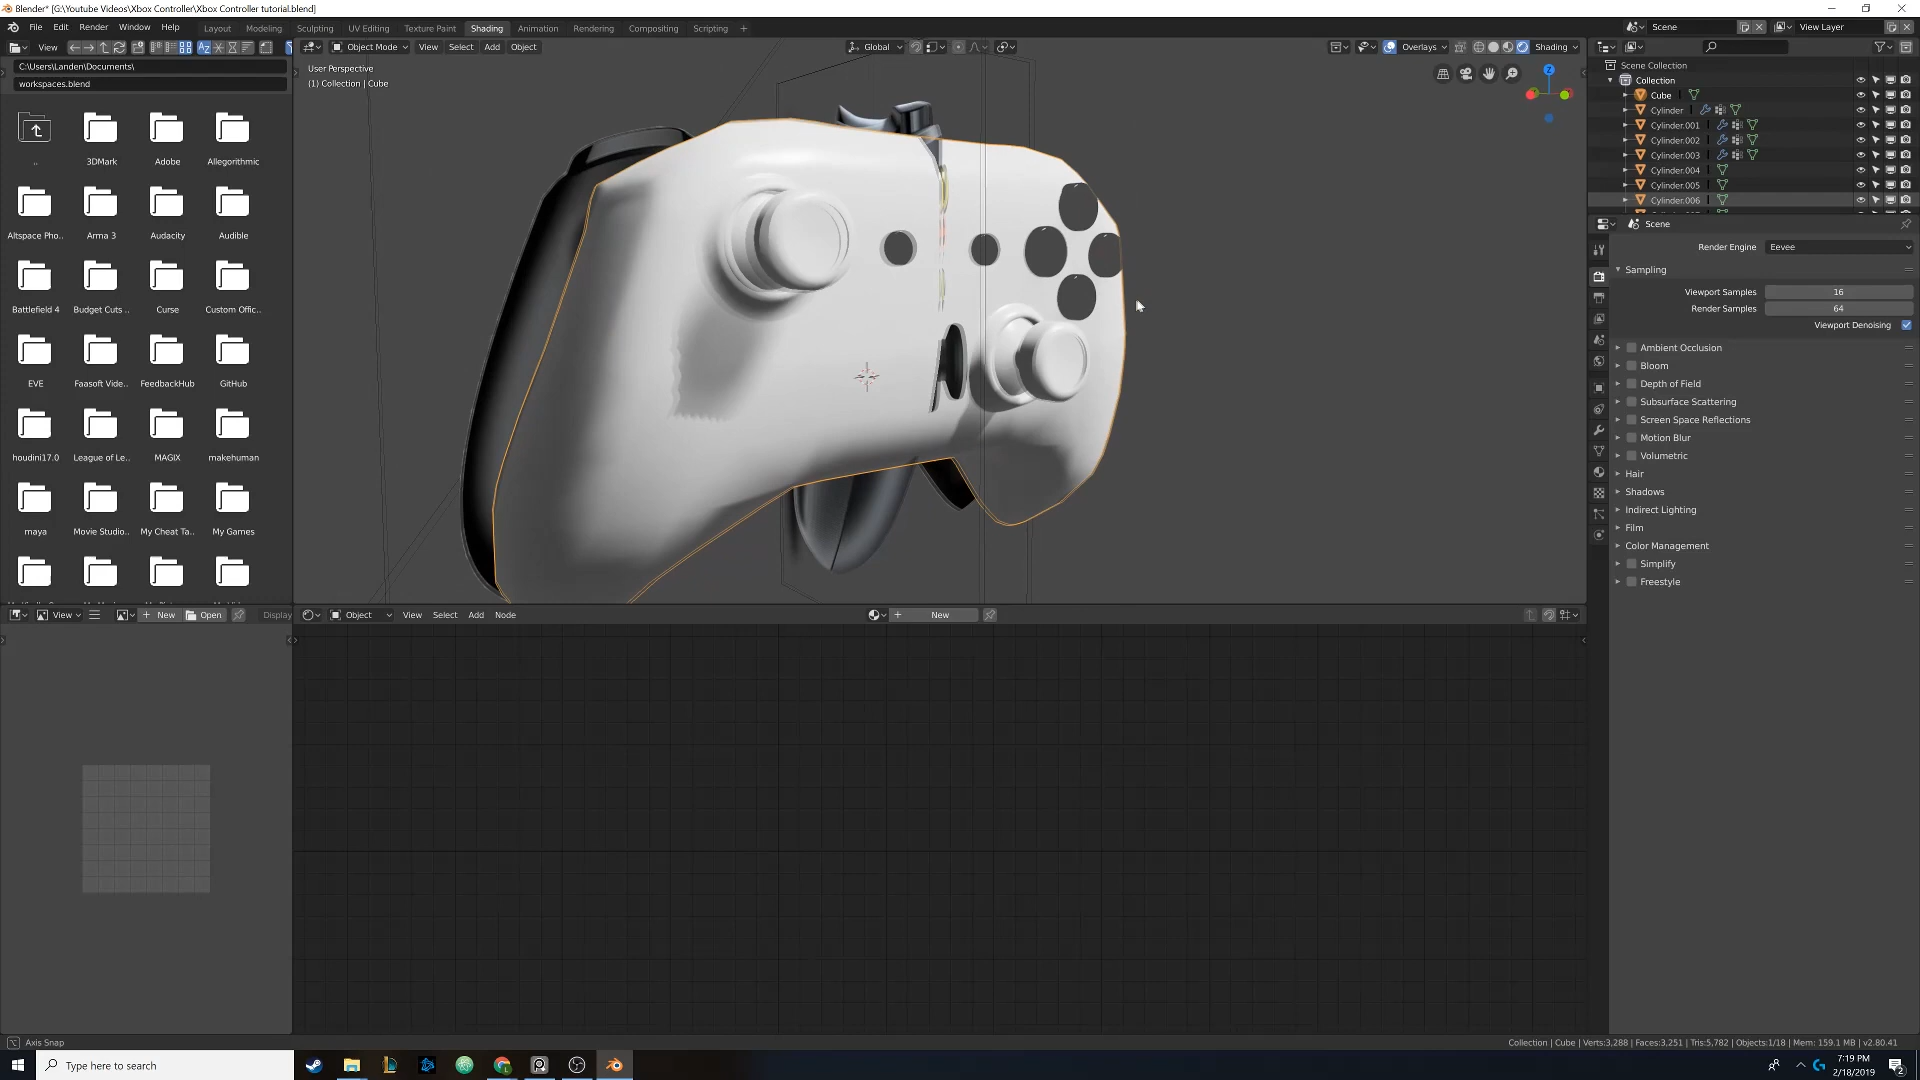 Blender* [G:\Youtube Videos\Xbox Controller\Xbox Controller tutorial.blend]
File Edit Render Window Help Layout Modeling Sculpting UV Editing Texture Paint Shading Animation Rendering Compositing Scripting + Scene View Layer
View Object Mode View Select Add Object Global Overlays Shading
C:\Users\Landen\Documents\
workspaces.blend
User Perspective
(1) Collection | Cube
Z
.. 3DMark Adobe Allegorithmic
Altspace Pho.. Arma 3 Audacity Audible
Battlefield 4 Budget Cuts .. Curse Custom Offic..
EVE Faasoft Vide.. FeedbackHub GitHub
houdini17.0 League of Le.. MAGIX makehuman
maya Movie Studio.. My Cheat Ta.. My Games
Scene Collection
Collection
Cube
Cylinder
Cylinder.001
Cylinder.002
Cylinder.003
Cylinder.004
Cylinder.005
Cylinder.006
Scene
Render Engine Eevee
Sampling
Viewport Samples 16
Render Samples 64
Viewport Denoising
Ambient Occlusion
Bloom
Depth of Field
Subsurface Scattering
Screen Space Reflections
Motion Blur
Volumetric
Hair
Shadows
Indirect Lighting
Film
Color Management
Simplify
Freestyle
View + New Open Display
Object View Select Add Node + New
Axis Snap
Collection | Cube | Verts:3,288 | Faces:3,251 | Tris:5,782 | Objects:1/18 | Mem: 159.1 MB | v2.80.41
Type here to search
7:19 PM
2/18/2019
2